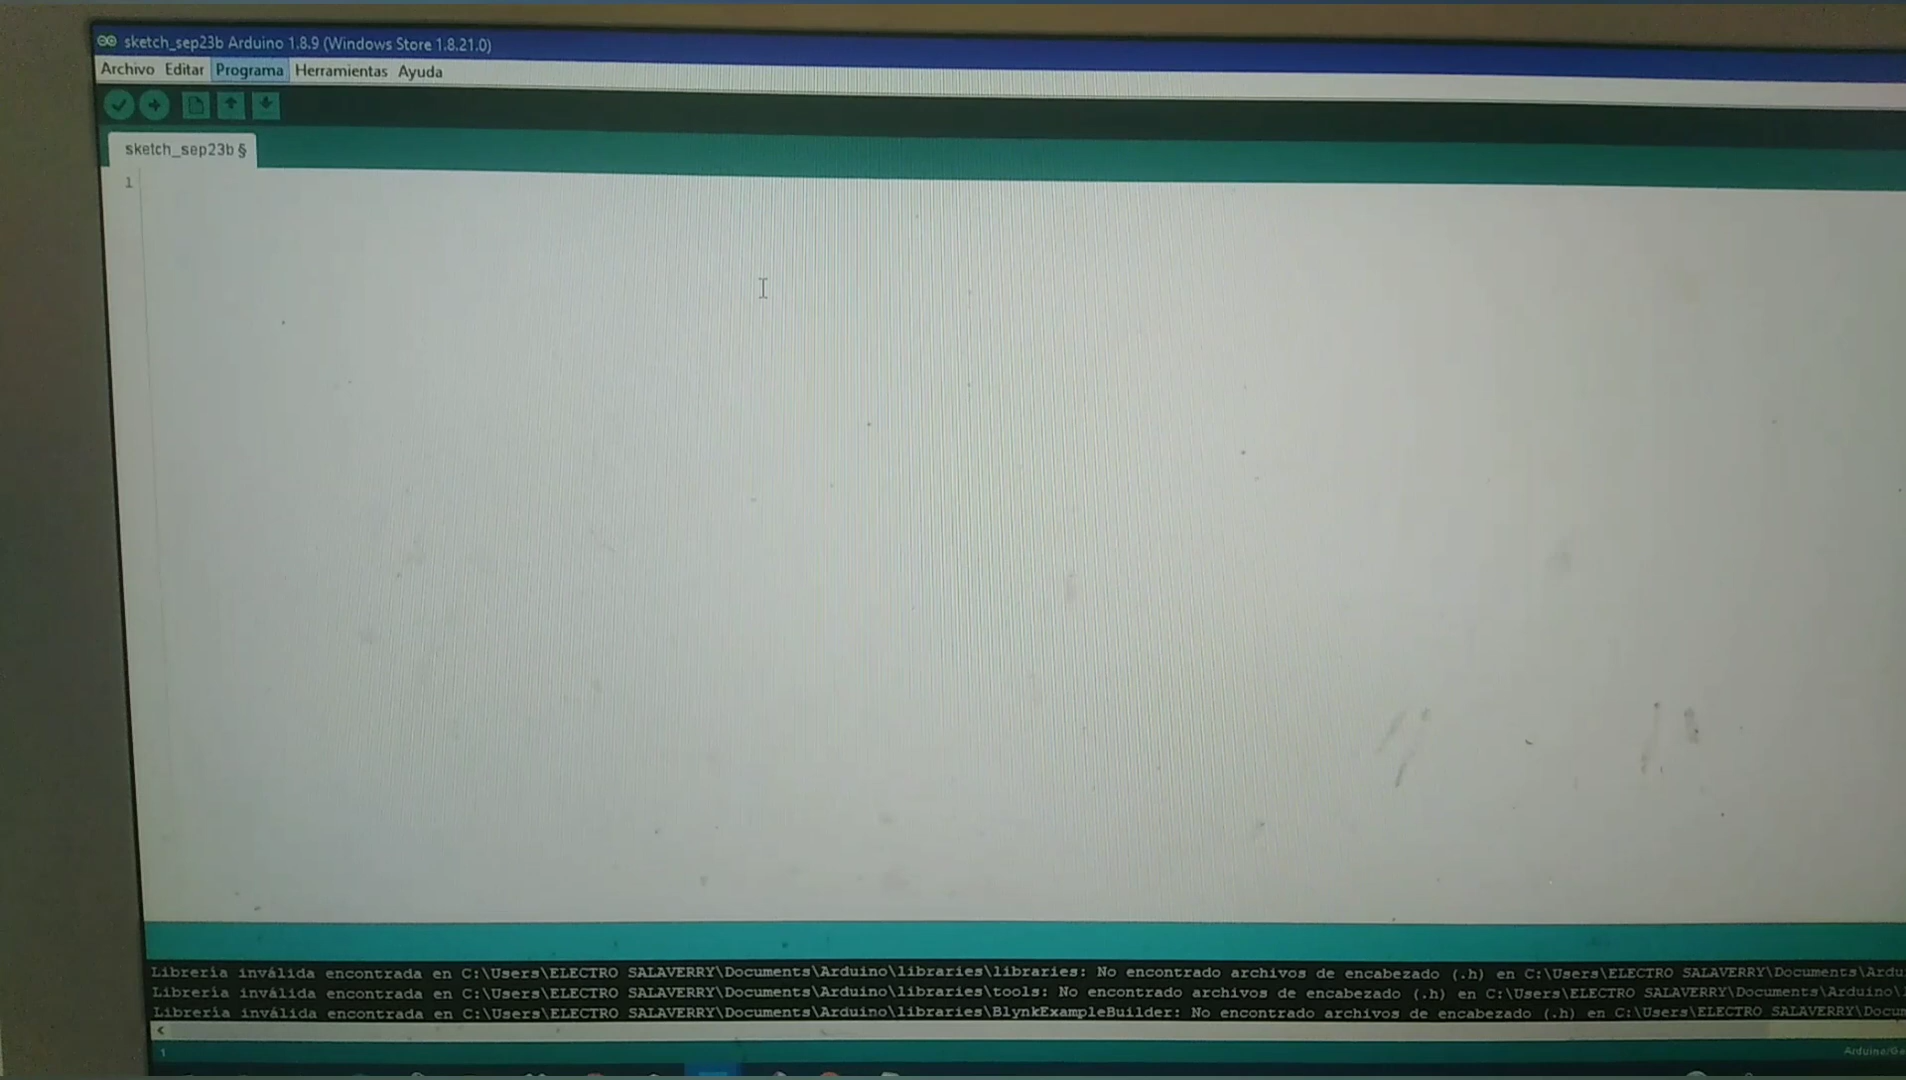 sketch_sep23b Arduino 1.8.9 (Windows Store 1.8.21.0)
Archivo Editar Programa Herramientas Ayuda
sketch_sep23b §
1
Librería inválida encontrada en C:\Users\ELECTRO SALAVERRY\Documents\Arduino\libraries\libraries: No encontrado archivos de encabezado (.h) en C:\Users\ELECTRO SALAVERRY\Documents\Ardu
Librería inválida encontrada en C:\Users\ELECTRO SALAVERRY\Documents\Arduino\libraries\tools: No encontrado archivos de encabezado (.h) en C:\Users\ELECTRO SALAVERRY\Documents\Arduino\
Librería inválida encontrada en C:\Users\ELECTRO SALAVERRY\Documents\Arduino\libraries\BlynkExampleBuilder: No encontrado archivos de encabezado (.h) en C:\Users\ELECTRO SALAVERRY\Docum
1
Arduino/Ge